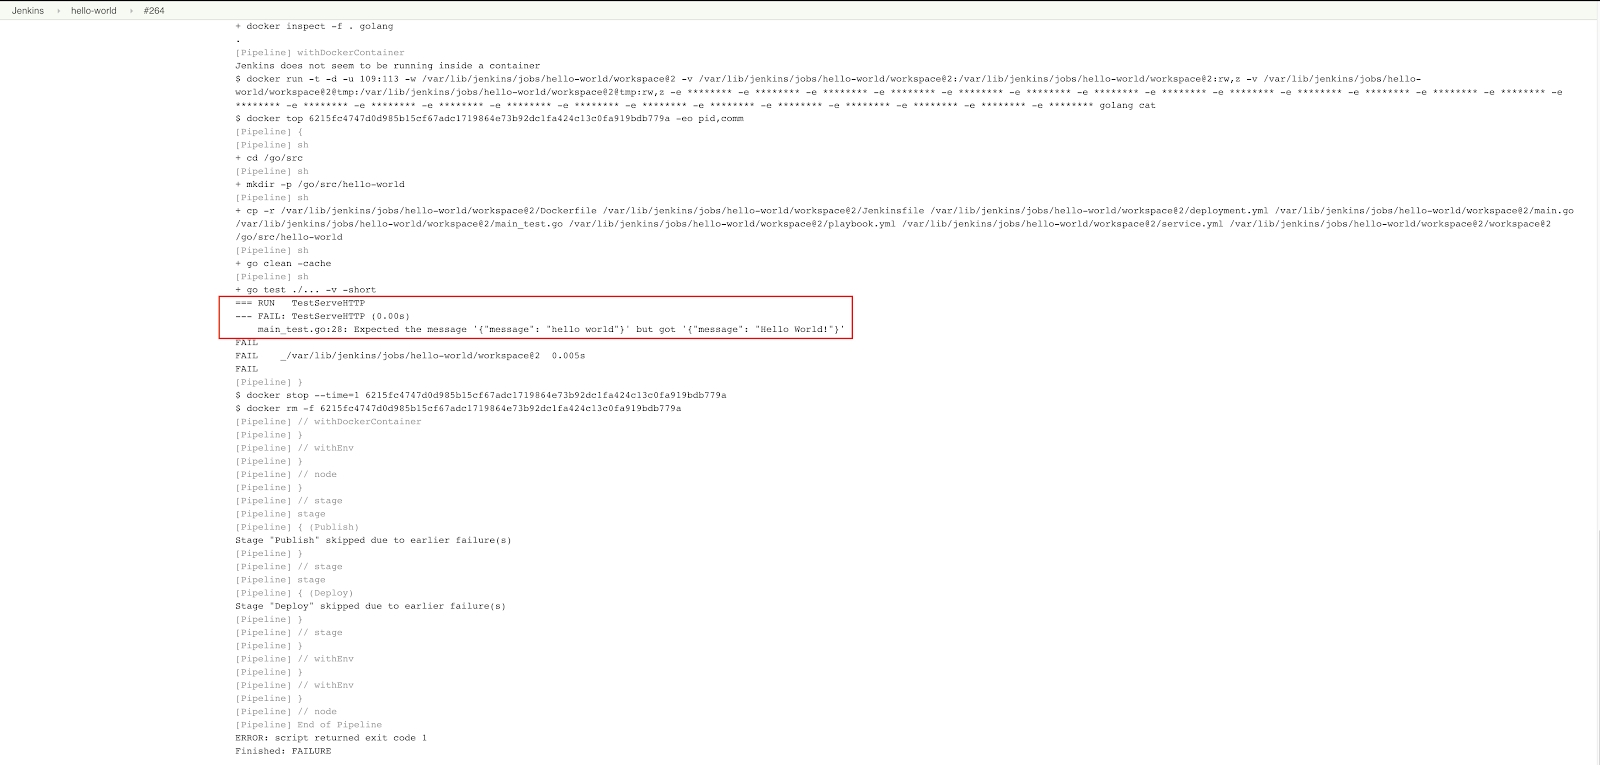 Jenkins › hello-world › #264
+ docker inspect -f . golang
.
[Pipeline] withDockerContainer
Jenkins does not seem to be running inside a container
$ docker run -t -d -u 109:113 -w /var/lib/jenkins/jobs/hello-world/workspace@2 -v /var/lib/jenkins/jobs/hello-world/workspace@2:/var/lib/jenkins/jobs/hello-world/workspace@2:rw,z -v /var/lib/jenkins/jobs/hello-
world/workspace@2@tmp:/var/lib/jenkins/jobs/hello-world/workspace@2@tmp:rw,z -e ******** -e ******** -e ******** -e ******** -e ******** -e ******** -e ******** -e ******** -e ******** -e ******** -e ******** -e ******** -e ******** -e
******** -e ******** -e ******** -e ******** -e ******** -e ******** -e ******** -e ******** -e ******** -e ******** -e ******** -e ******** -e ******** golang cat
$ docker top 6215fc4747d0d985b15cf67adc1719864e73b92dc1fa424c13c0fa919bdb779a -eo pid,comm
[Pipeline] {
[Pipeline] sh
+ cd /go/src
[Pipeline] sh
+ mkdir -p /go/src/hello-world
[Pipeline] sh
+ cp -r /var/lib/jenkins/jobs/hello-world/workspace@2/Dockerfile /var/lib/jenkins/jobs/hello-world/workspace@2/Jenkinsfile /var/lib/jenkins/jobs/hello-world/workspace@2/deployment.yml /var/lib/jenkins/jobs/hello-world/workspace@2/main.go
/var/lib/jenkins/jobs/hello-world/workspace@2/main_test.go /var/lib/jenkins/jobs/hello-world/workspace@2/playbook.yml /var/lib/jenkins/jobs/hello-world/workspace@2/service.yml /var/lib/jenkins/jobs/hello-world/workspace@2/workspace@2
/go/src/hello-world
[Pipeline] sh
+ go clean -cache
[Pipeline] sh
+ go test ./... -v -short
=== RUN   TestServeHTTP
--- FAIL: TestServeHTTP (0.00s)
    main_test.go:28: Expected the message '{"message": "hello world"}' but got '{"message": "Hello World!"}'
FAIL
FAIL    _/var/lib/jenkins/jobs/hello-world/workspace@2  0.005s
FAIL
[Pipeline] }
$ docker stop --time=1 6215fc4747d0d985b15cf67adc1719864e73b92dc1fa424c13c0fa919bdb779a
$ docker rm -f 6215fc4747d0d985b15cf67adc1719864e73b92dc1fa424c13c0fa919bdb779a
[Pipeline] // withDockerContainer
[Pipeline] }
[Pipeline] // withEnv
[Pipeline] }
[Pipeline] // node
[Pipeline] }
[Pipeline] // stage
[Pipeline] stage
[Pipeline] { (Publish)
Stage "Publish" skipped due to earlier failure(s)
[Pipeline] }
[Pipeline] // stage
[Pipeline] stage
[Pipeline] { (Deploy)
Stage "Deploy" skipped due to earlier failure(s)
[Pipeline] }
[Pipeline] // stage
[Pipeline] }
[Pipeline] // withEnv
[Pipeline] }
[Pipeline] // withEnv
[Pipeline] }
[Pipeline] // node
[Pipeline] End of Pipeline
ERROR: script returned exit code 1
Finished: FAILURE